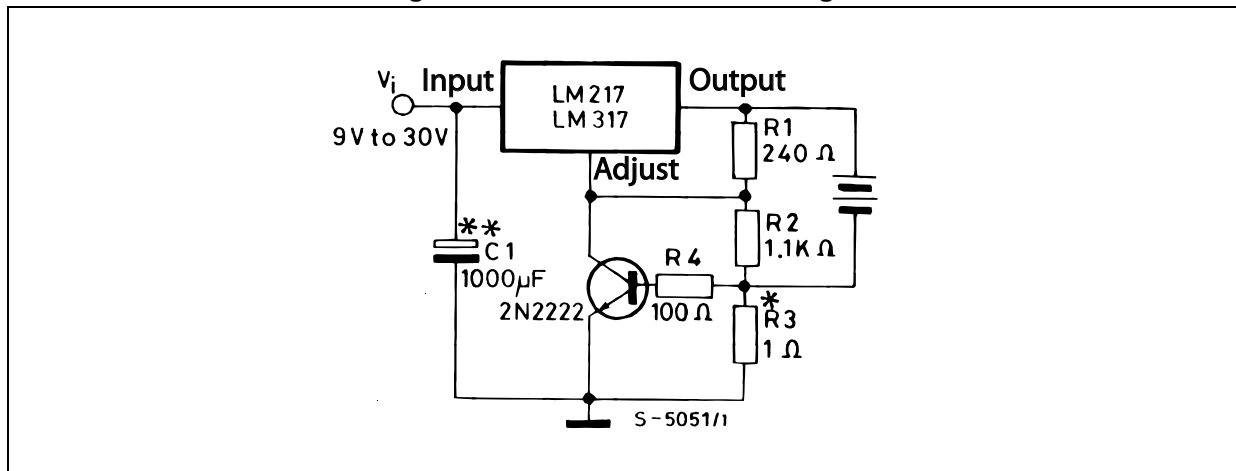 Vi Input
Output
LM217
LM317
9V to 30V
R1
240 Ω
Adjust
**
C1
1000µF
R2
1.1K Ω
R4
100 Ω
2N2222
*
R3
1 Ω
S-5051/1